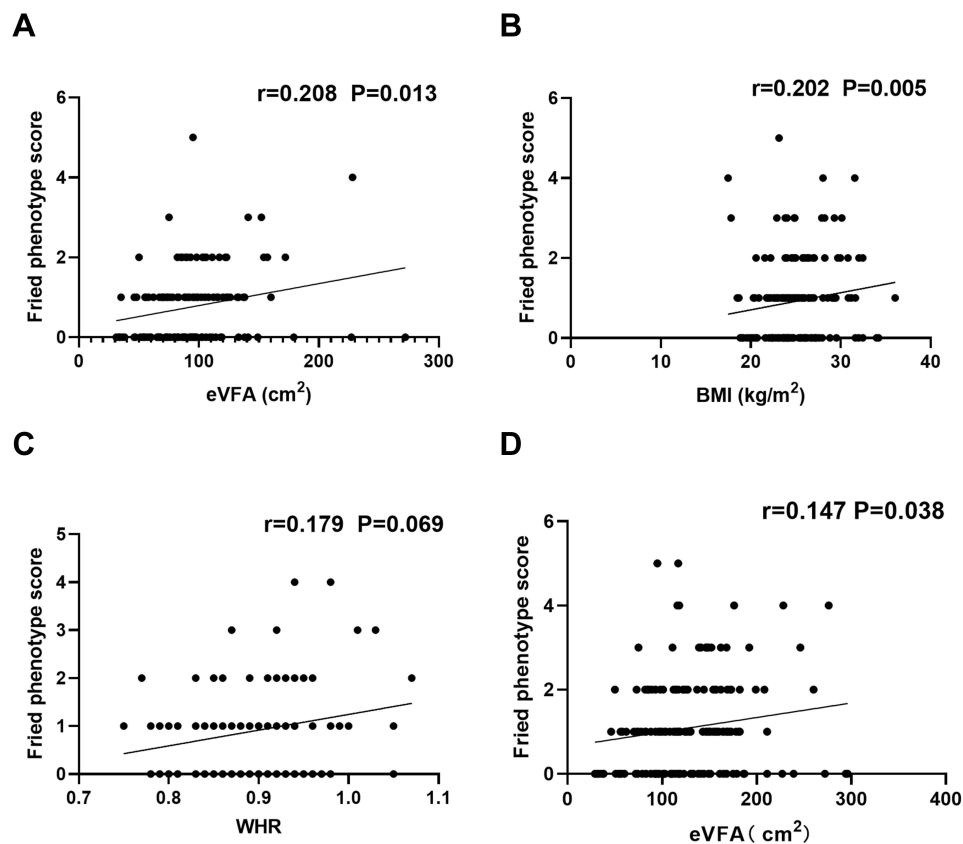 A
r=0.208 P=0.013
Fried phenotype score
6
4
2
0
0 100 200 300
eVFA (cm²)
B
r=0.202 P=0.005
Fried phenotype score
6
4
2
0
0 10 20 30 40
BMI (kg/m²)
C
r=0.179 P=0.069
Fried phenotype score
5
4
3
2
1
0
0.7 0.8 0.9 1.0 1.1
WHR
D
r=0.147 P=0.038
Fried phenotype score
6
4
2
0
0 100 200 300 400
eVFA( cm²)